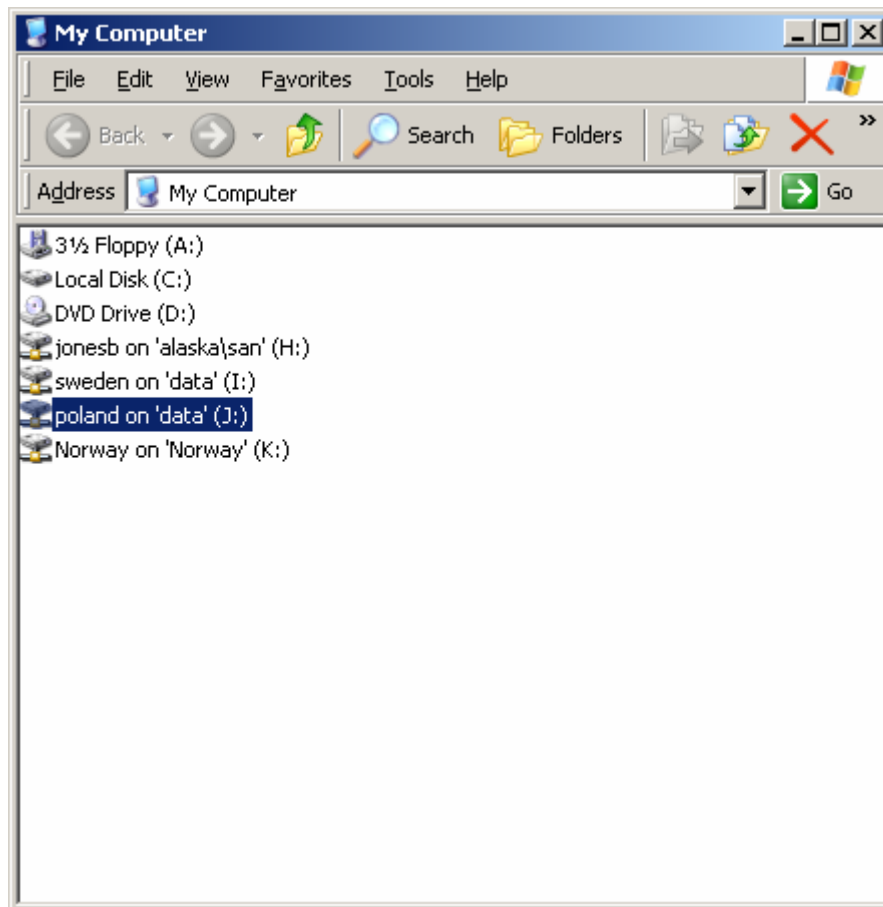 My Computer
File Edit View Favorites Tools Help
Back Search Folders »
Address My Computer Go
3½ Floppy (A:)
Local Disk (C:)
DVD Drive (D:)
jonesb on 'alaska\san' (H:)
sweden on 'data' (I:)
poland on 'data' (J:)
Norway on 'Norway' (K:)